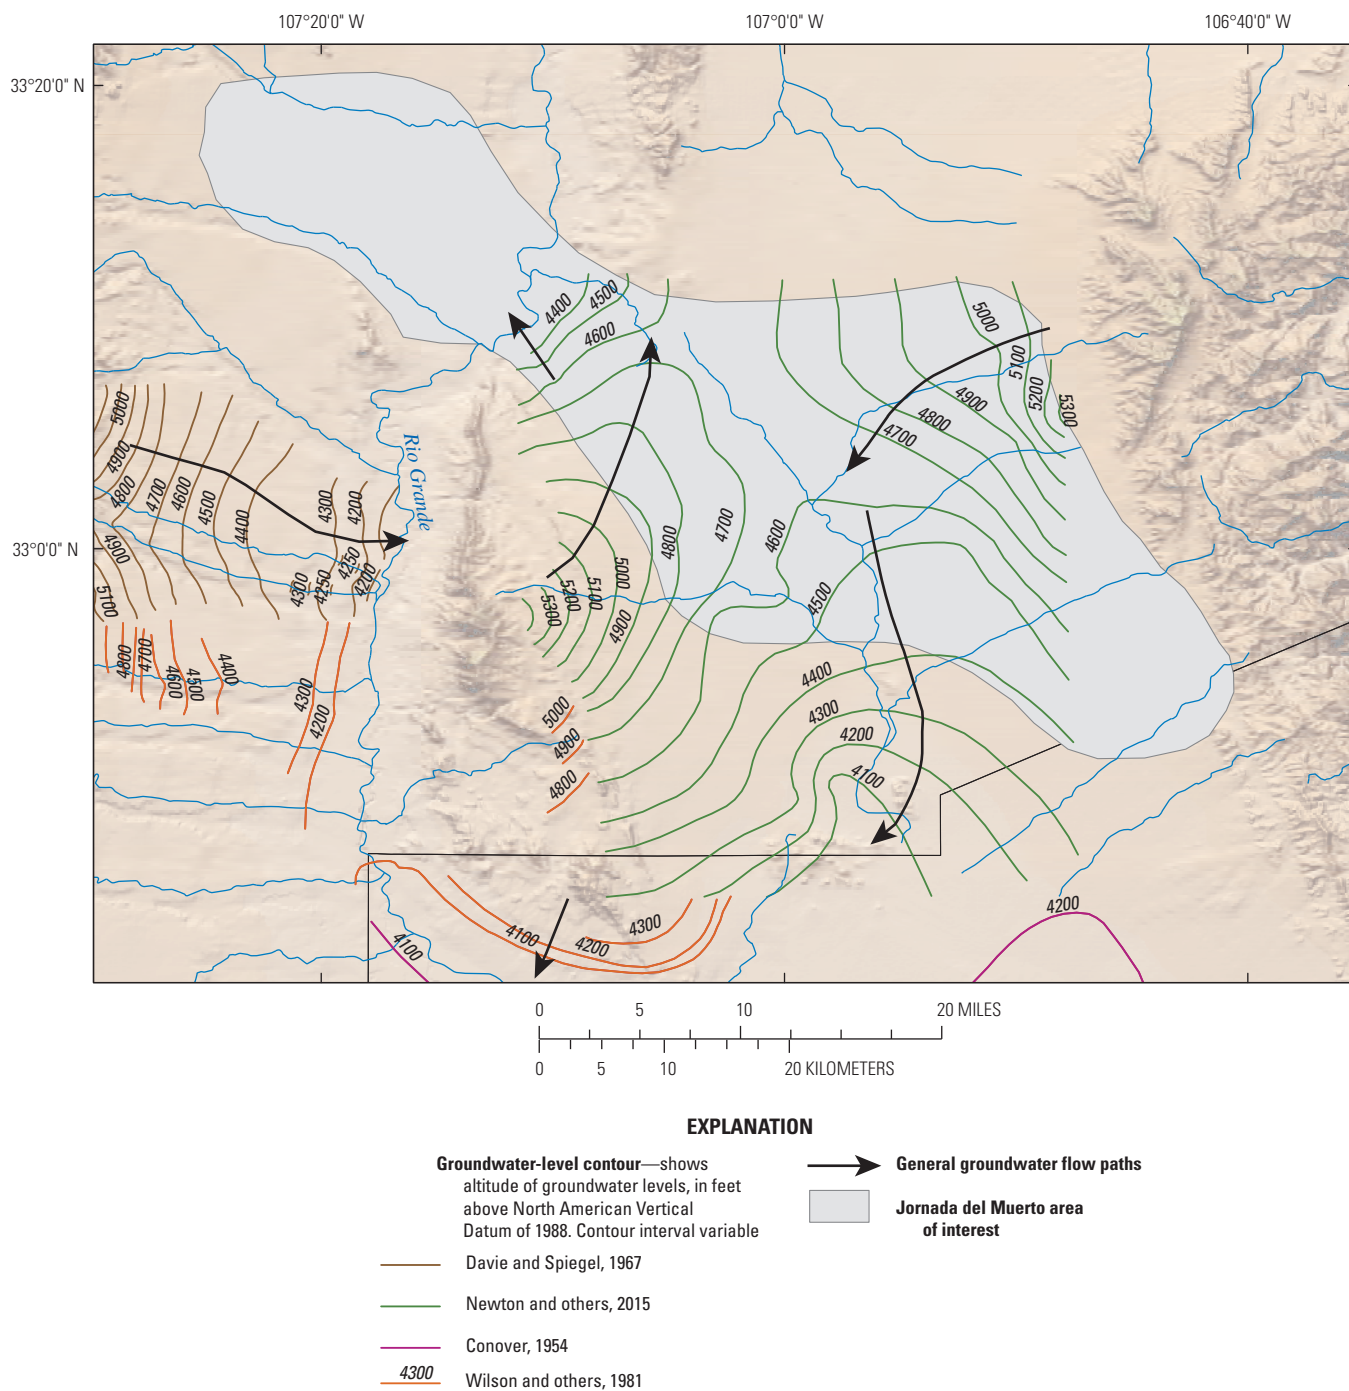 107°20'0" W
107°0'0" W
106°40'0" W
33°20'0" N
33°0'0" N
4400
4500
4600
5000
5100
5200
5300
4900
4800
4700
5000
4900
4800
4700
4600
4500
4400
4300
4200
Rio Grande
4900
5100
4300
4250
4250
4200
4800
4700
4600
4500
4400
4300
4200
5300
5200
5100
5000
4900
4800
4700
4600
4500
4400
4300
4200
4100
5000
4900
4800
4100
4200
4300
4100
4200
0 5 10 20 MILES
0 5 10 20 KILOMETERS
EXPLANATION
Groundwater-level contour—shows
altitude of groundwater levels, in feet
above North American Vertical
Datum of 1988. Contour interval variable
Davie and Spiegel, 1967
Newton and others, 2015
Conover, 1954
4300 Wilson and others, 1981
General groundwater flow paths
Jornada del Muerto area
of interest